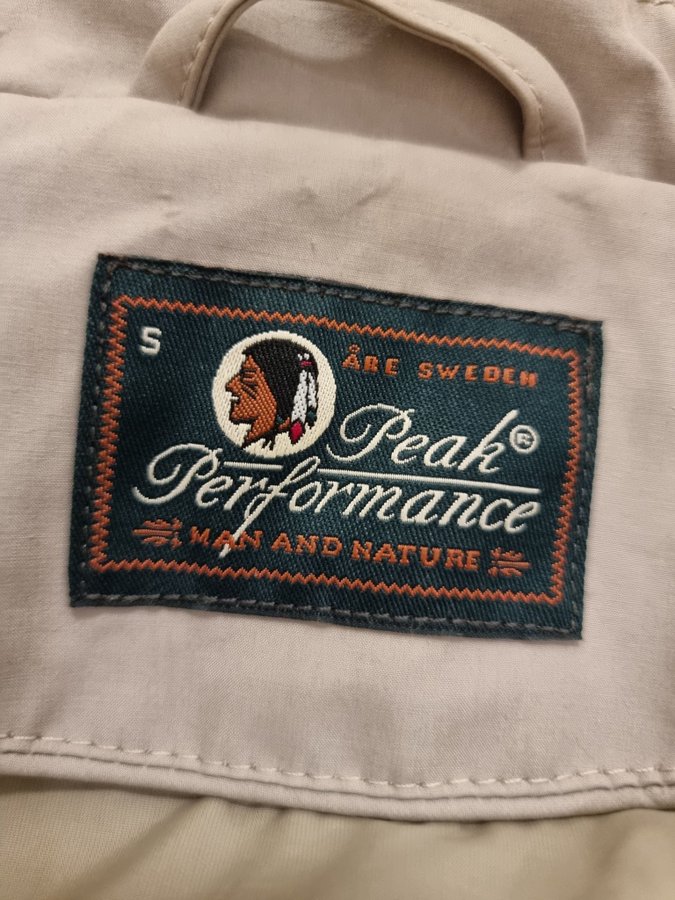 S
ÅRE SWEDEN
Peak®
Performance
MAN AND NATURE